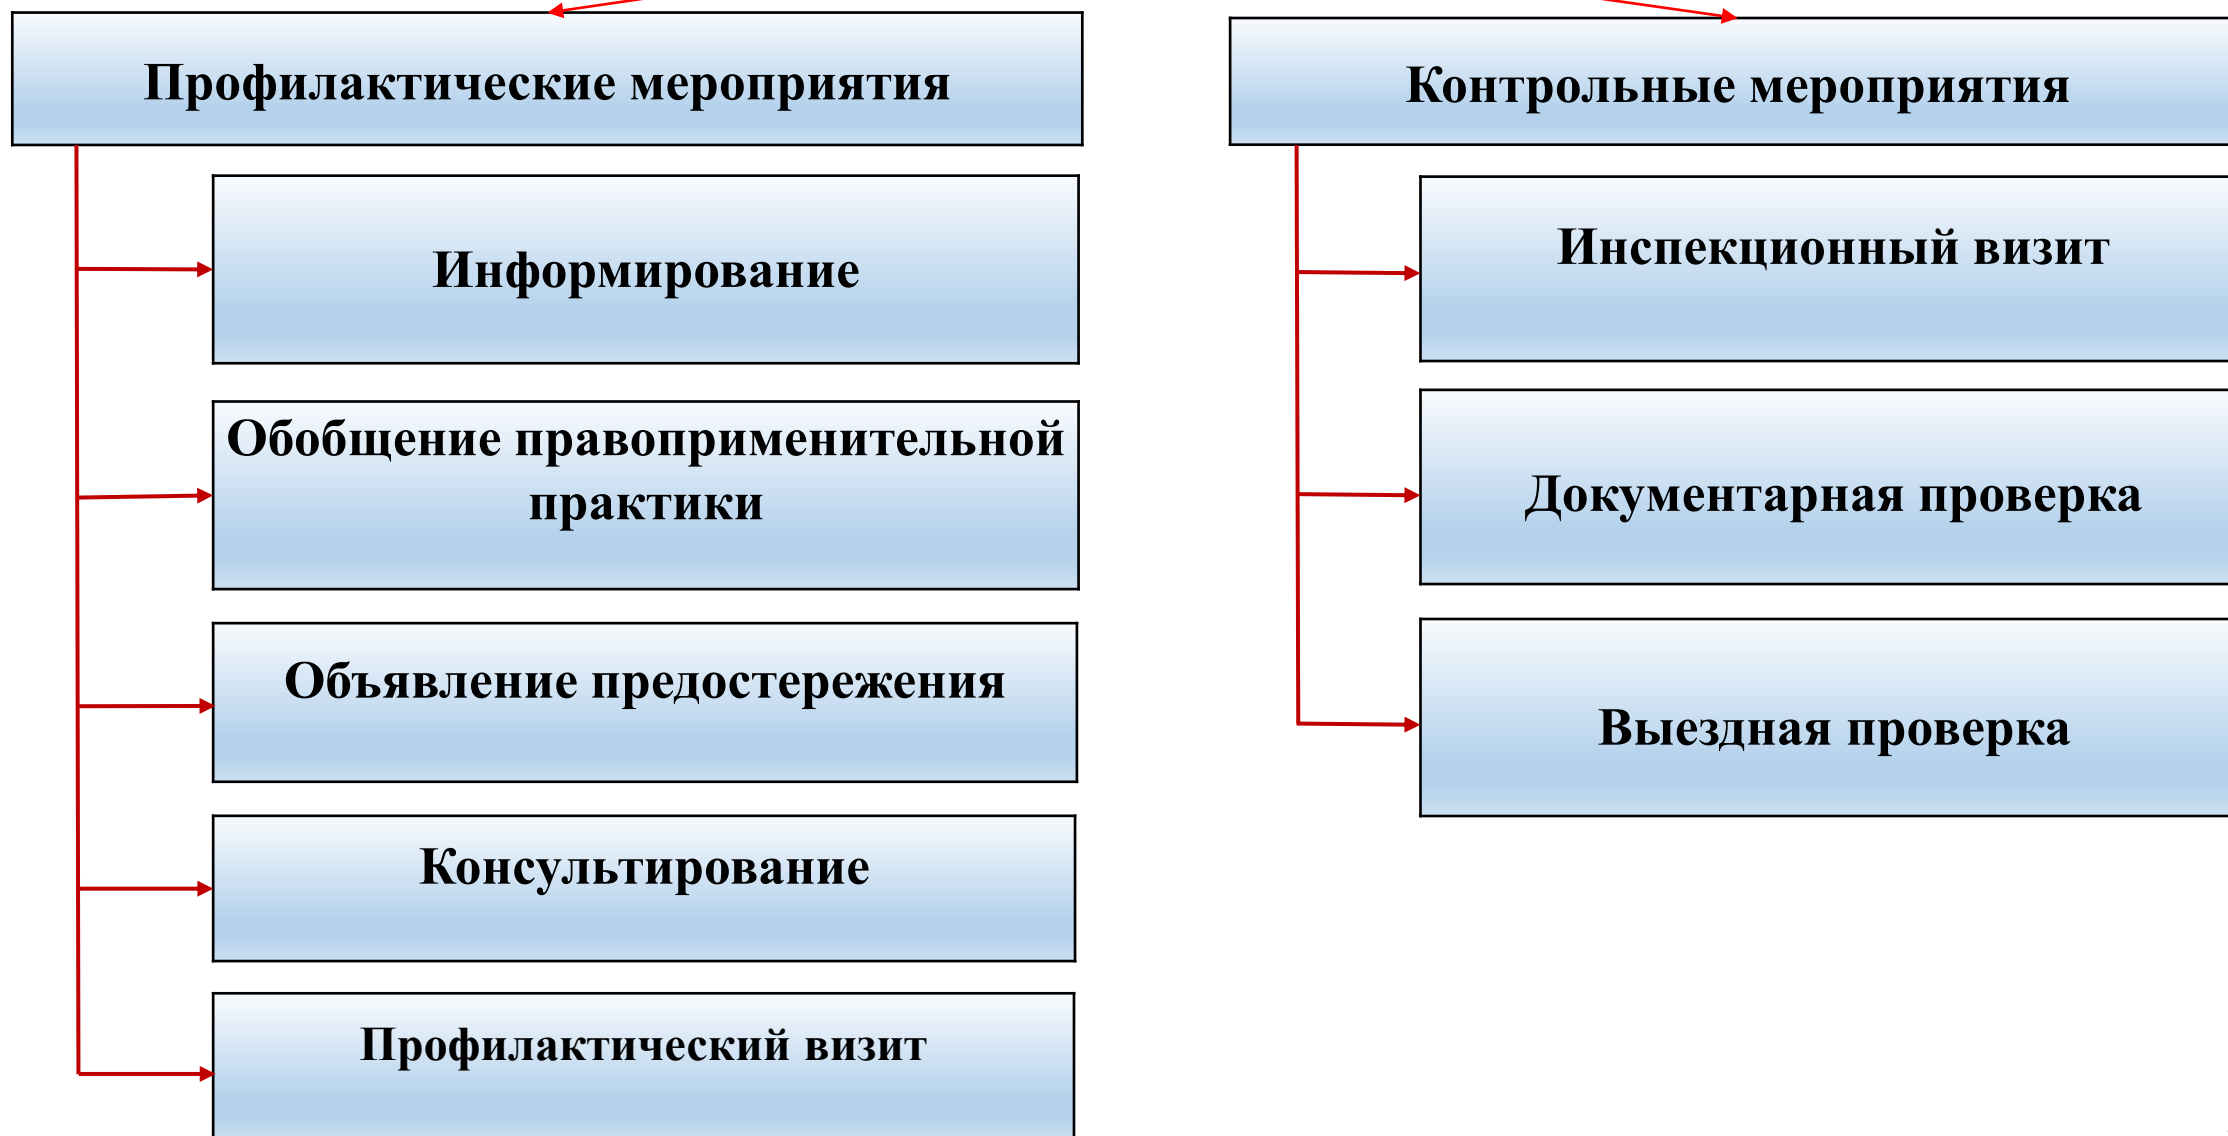 Профилактические мероприятия
Информирование
Обобщение правоприменительной
практики
Объявление предостережения
Консультирование
Профилактический визит
Контрольные мероприятия
Инспекционный визит
Документарная проверка
Выездная проверка